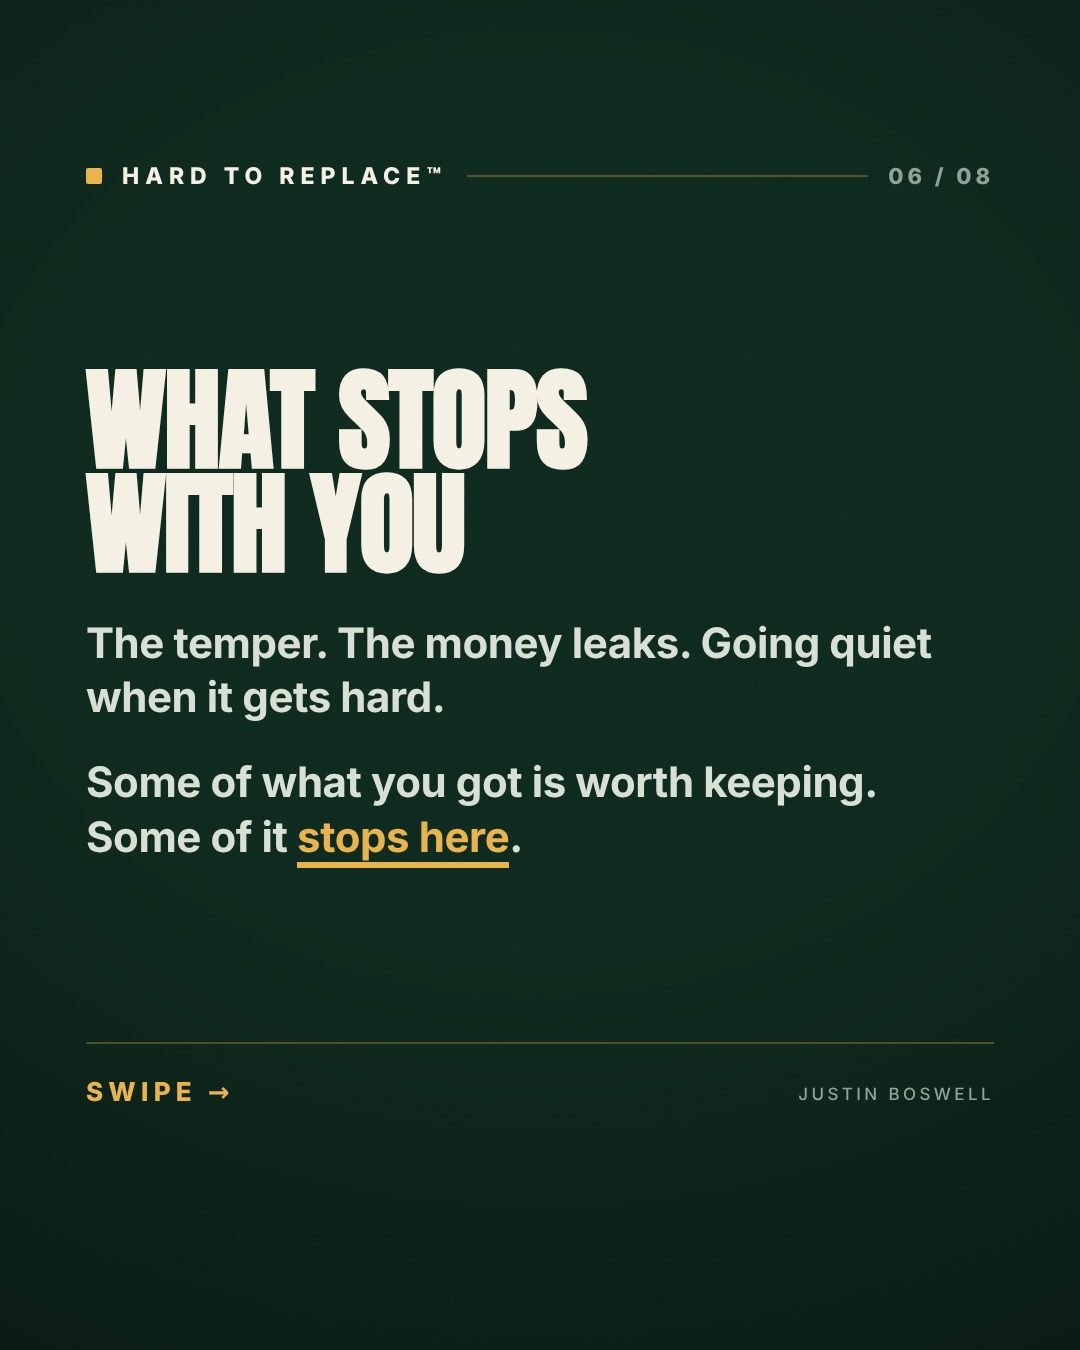 HARD TO REPLACE™
06 / 08
WHAT STOPS
WITH YOU
The temper. The money leaks. Going quiet
when it gets hard.
Some of what you got is worth keeping.
Some of it stops here.
SWIPE →
JUSTIN BOSWELL